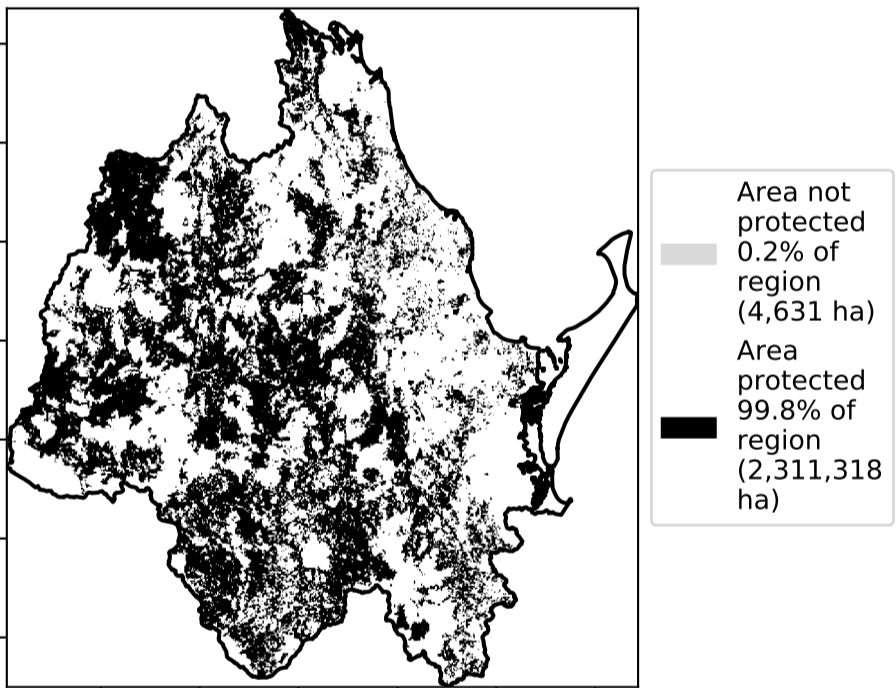 Area not
protected
0.2% of
region
(4,631 ha)
Area
protected
99.8% of
region
(2,311,318
ha)